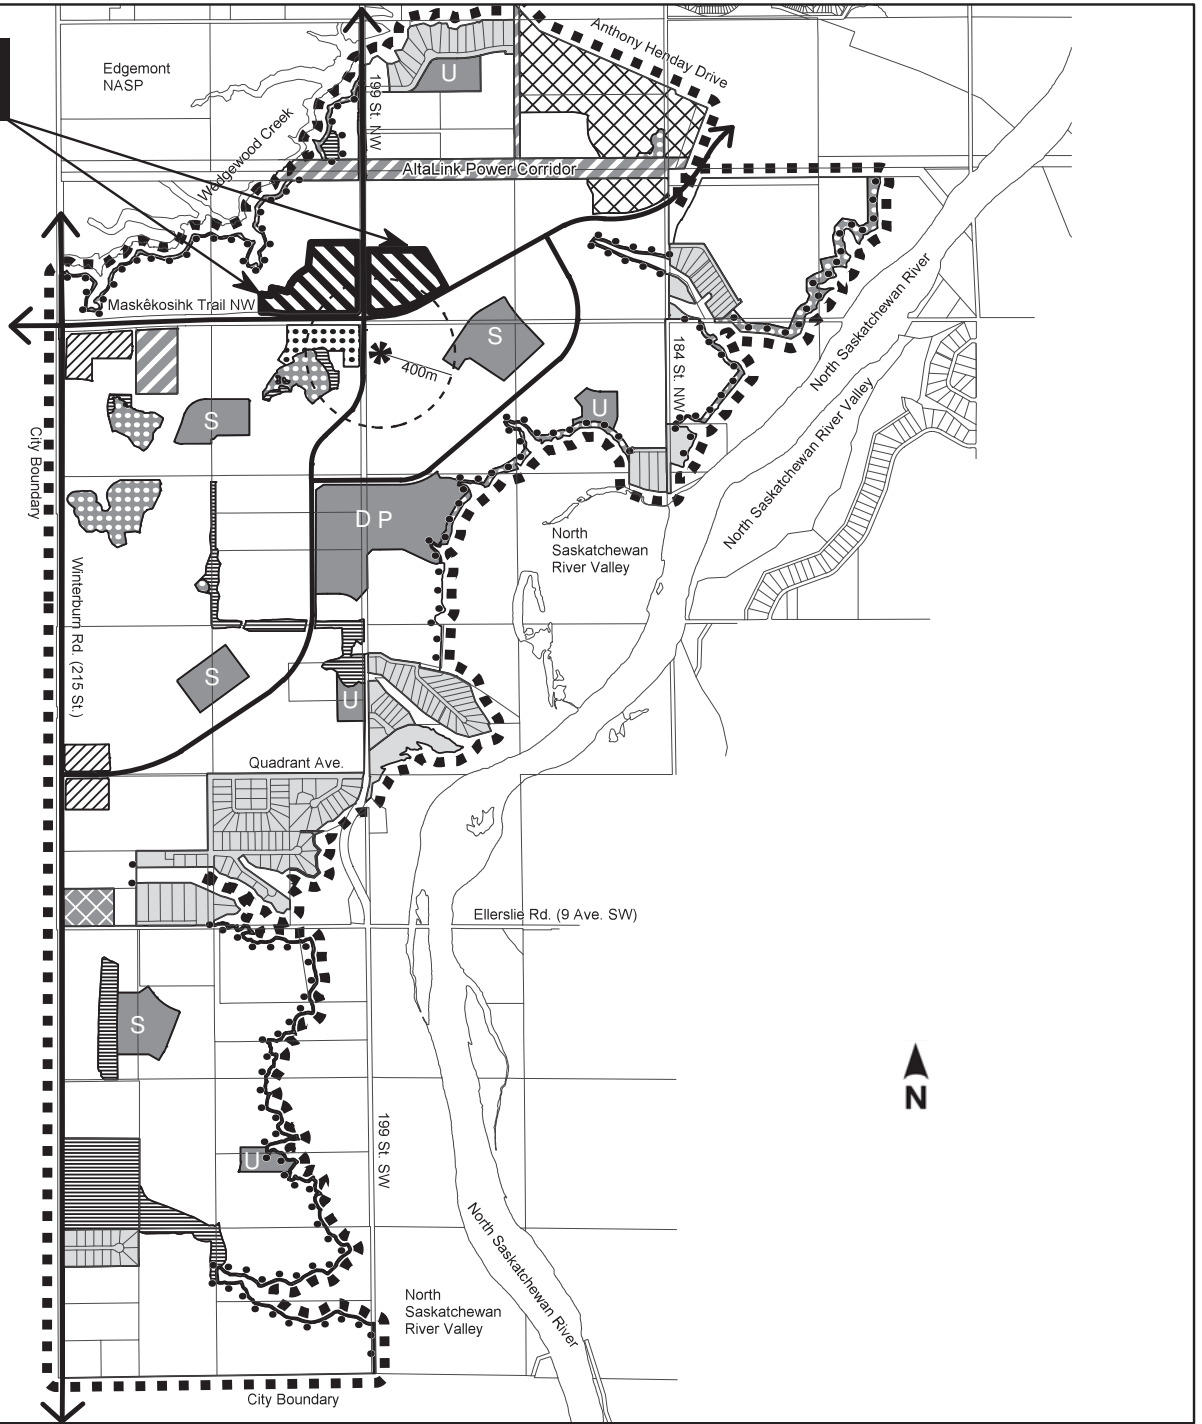 Anthony Henday Drive
Edgemont
NASP
U
199 St. NW
Wedgewood Creek
AltaLink Power Corridor
Maskêkosihk Trail NW
North Saskatchewan River
S
400m
184 St. NW
North Saskatchewan River Valley
S
U
City Boundary
D P
North
Saskatchewan
River Valley
Winterburn Rd. (215 St.)
S
U
Quadrant Ave.
Ellerslie Rd. (9 Ave. SW)
S
N
199 St. SW
U
North Saskatchewan River
North
Saskatchewan
River Valley
City Boundary